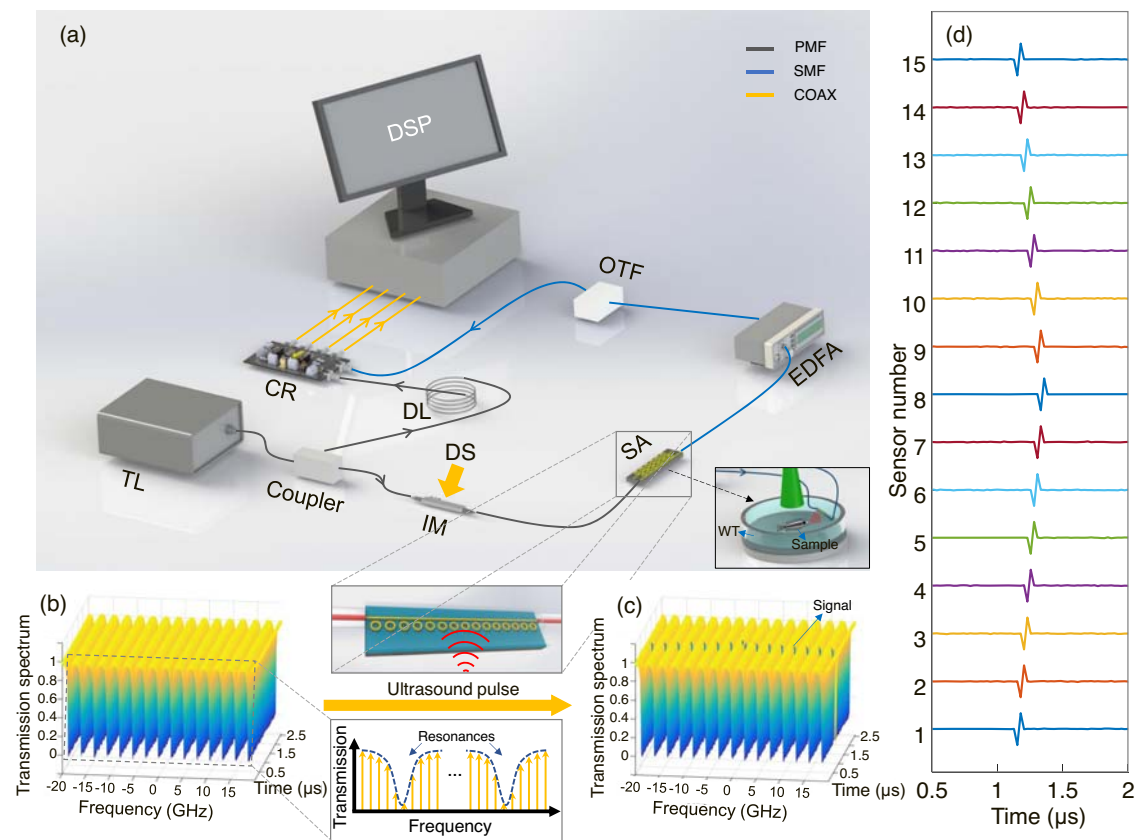 (a)
PMF
SMF
COAX
DSP
OTF
EDFA
CR
DL
TL
Coupler
DS
IM
SA
WT
Sample
(b)
Transmission spectrum
1
0.8
0.6
0.4
0.2
0
-20 -15 -10 -5 0 5 10 15
Frequency (GHz)
0.5
1.5
2.5
Time (µs)
Ultrasound pulse
Transmission
Resonances
...
Frequency
(c)
Signal
Transmission spectrum
1
0.8
0.6
0.4
0.2
0
-20 -15 -10 -5 0 5 10 15
Frequency (GHz)
0.5
1.5
2.5
Time (µs)
(d)
Sensor number
15
14
13
12
11
10
9
8
7
6
5
4
3
2
1
0.5 1 2
Time (µs)